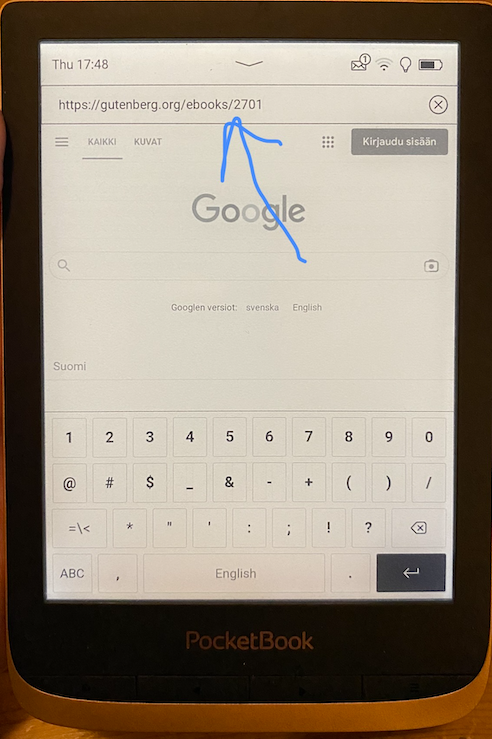 Thu 17:48
1
https://gutenberg.org/ebooks/2701
KAIKKI KUVAT Kirjaudu sisään
Google
Googlen versiot: svenska English
Suomi
1 2 3 4 5 6 7 8 9 0
@ # $ _ & - + ( ) /
=\< * " ' : ; ! ?
ABC , English .
PocketBook